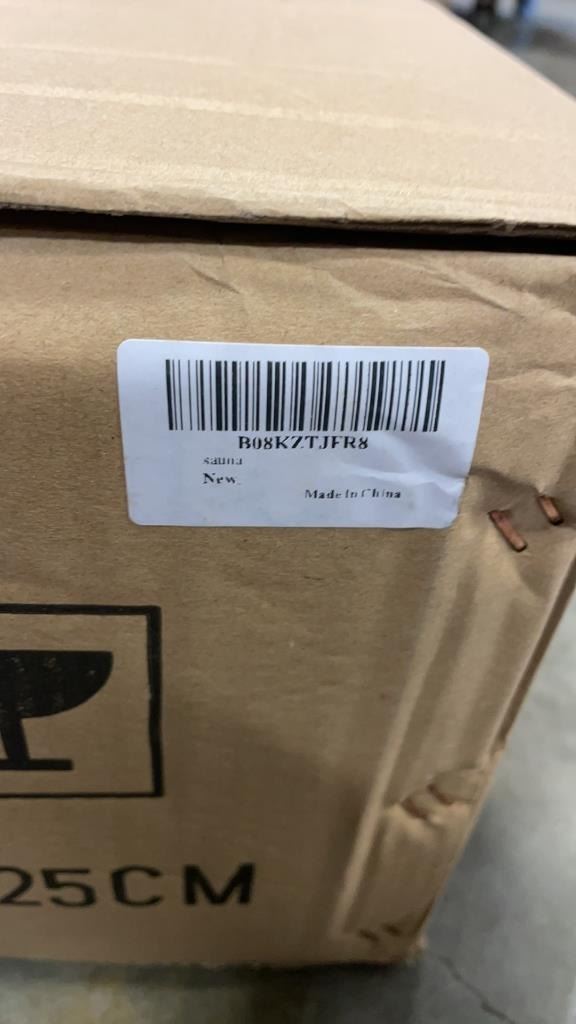 B08KZTJFR8
sauna
New
Made In China
25CM